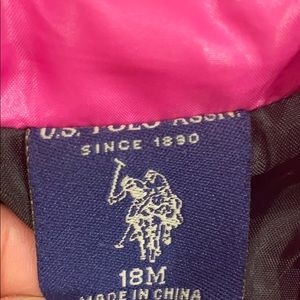 U.S. POLO ASSN.
SINCE 1890
18M
MADE IN CHINA